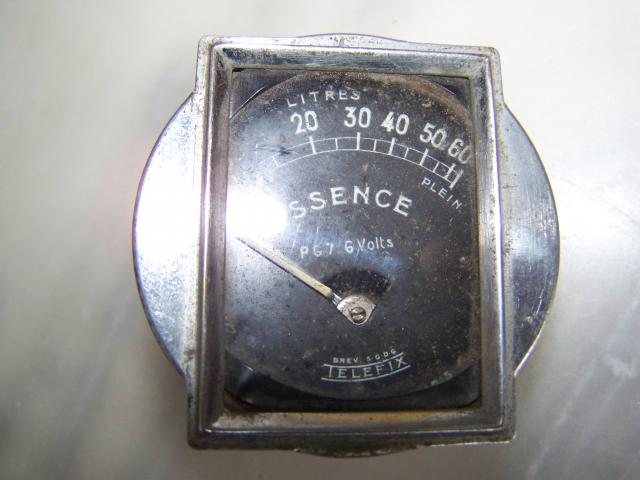 LITRES
20 30 40 50 60
PLEIN
SSENCE
PG7 6 Volts
BREV. S.G.D.G
TELEFIX